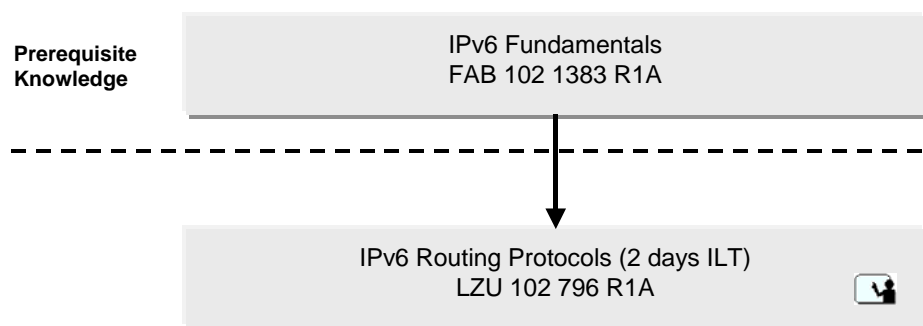 Prerequisite
Knowledge
IPv6 Fundamentals
FAB 102 1383 R1A
IPv6 Routing Protocols (2 days ILT)
LZU 102 796 R1A